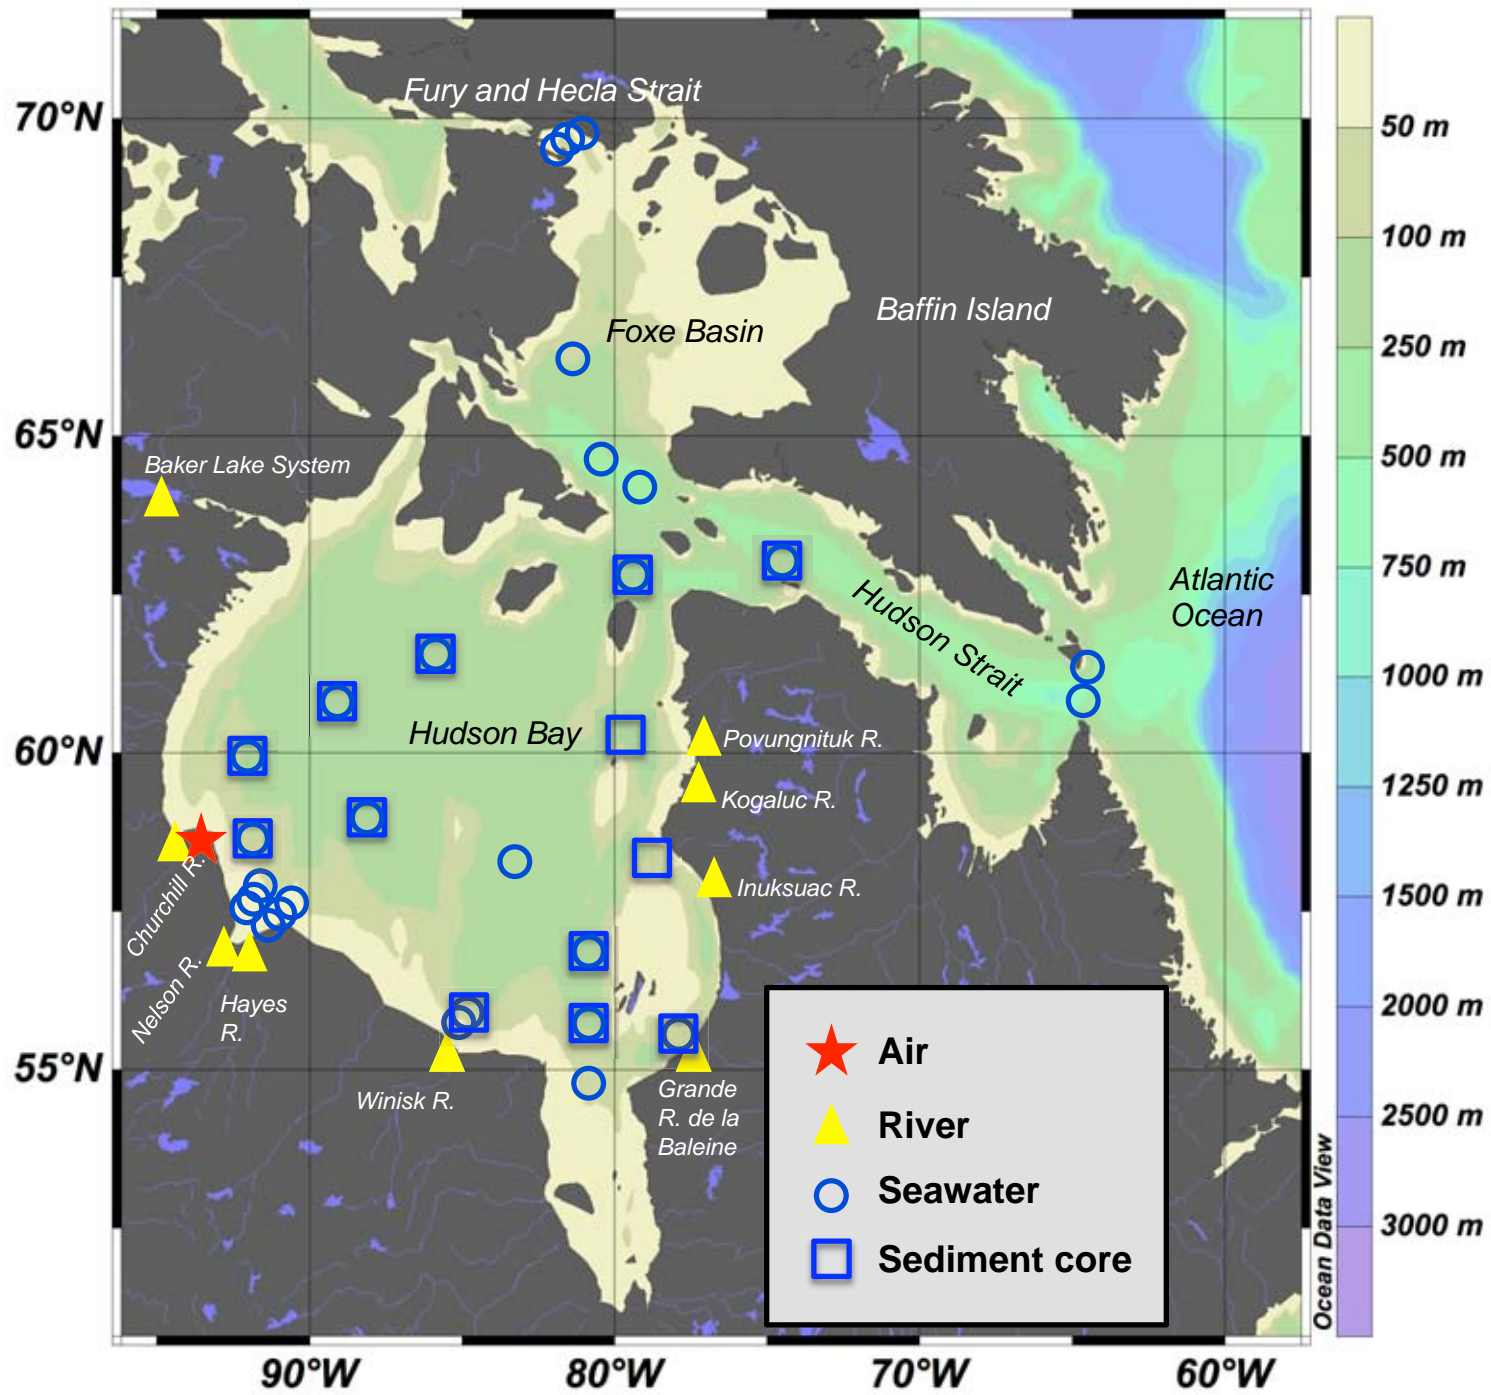 Fury and Hecla Strait
70°N
50 m
100 m
Baffin Island
Foxe Basin
250 m
65°N
500 m
Baker Lake System
750 m
Atlantic
Ocean
Hudson Strait
1000 m
Hudson Bay
Povungnituk R.
60°N
1250 m
Kogaluc R.
Churchill R.
Inuksuac R.
1500 m
Nelson R.
Hayes
R.
2000 m
55°N
Winisk R.
Grande
R. de la
Baleine
2500 m
3000 m
Air
River
Seawater
Sediment core
Ocean Data View
90°W
80°W
70°W
60°W